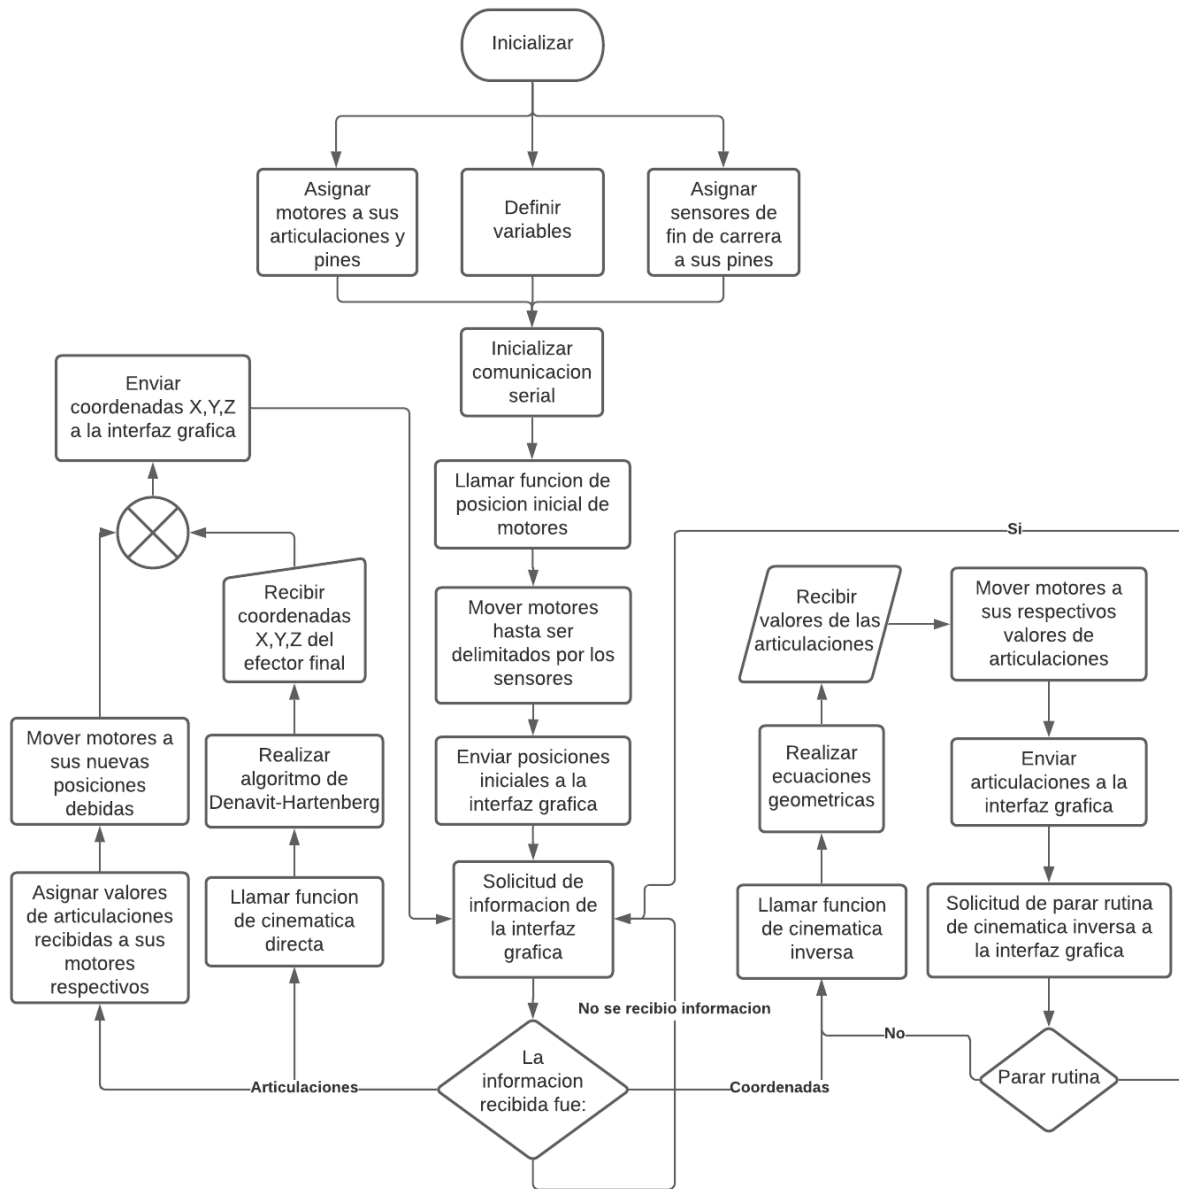 Inicializar
Asignar
motores a sus
articulaciones y
pines
Definir
variables
Asignar
sensores de
fin de carrera
a sus pines
Inicializar
comunicacion
serial
Enviar
coordenadas X,Y,Z
a la interfaz grafica
Llamar funcion de
posicion inicial de
motores
Si
Recibir
coordenadas
X,Y,Z del
efector final
Mover motores
hasta ser
delimitados por los
sensores
Recibir
valores de las
articulaciones
Mover motores a
sus respectivos
valores de
articulaciones
Mover motores a
sus nuevas
posiciones
debidas
Realizar
algoritmo de
Denavit-Hartenberg
Enviar posiciones
iniciales a la
interfaz grafica
Realizar
ecuaciones
geometricas
Enviar
articulaciones a la
interfaz grafica
Asignar valores
de articulaciones
recibidas a sus
motores
respectivos
Llamar funcion
de cinematica
directa
Solicitud de
informacion de
la interfaz
grafica
Llamar funcion
de cinematica
inversa
Solicitud de parar rutina
de cinematica inversa a
la interfaz grafica
No se recibio informacion
No
La
informacion
recibida fue:
Articulaciones
Coordenadas
Parar rutina